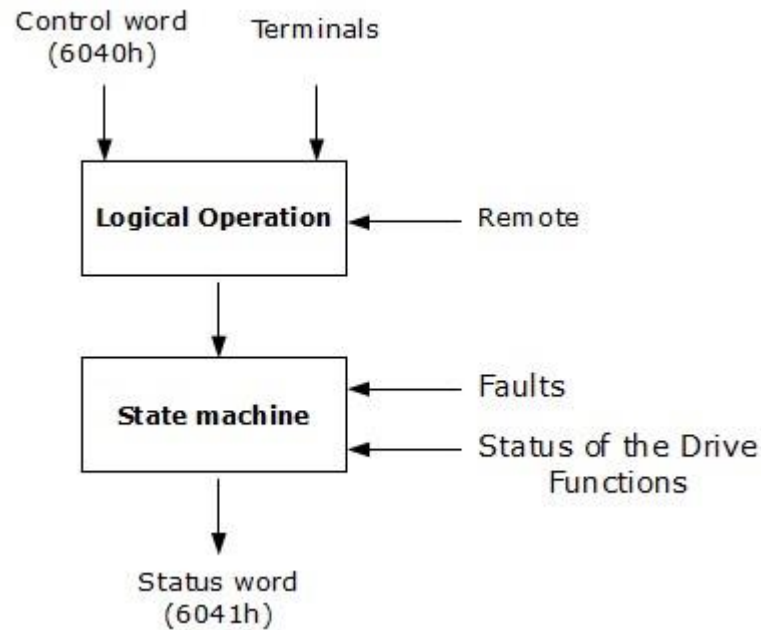 Control word
(6040h)
Terminals
Logical Operation
Remote
State machine
Faults
Status of the Drive
Functions
Status word
(6041h)